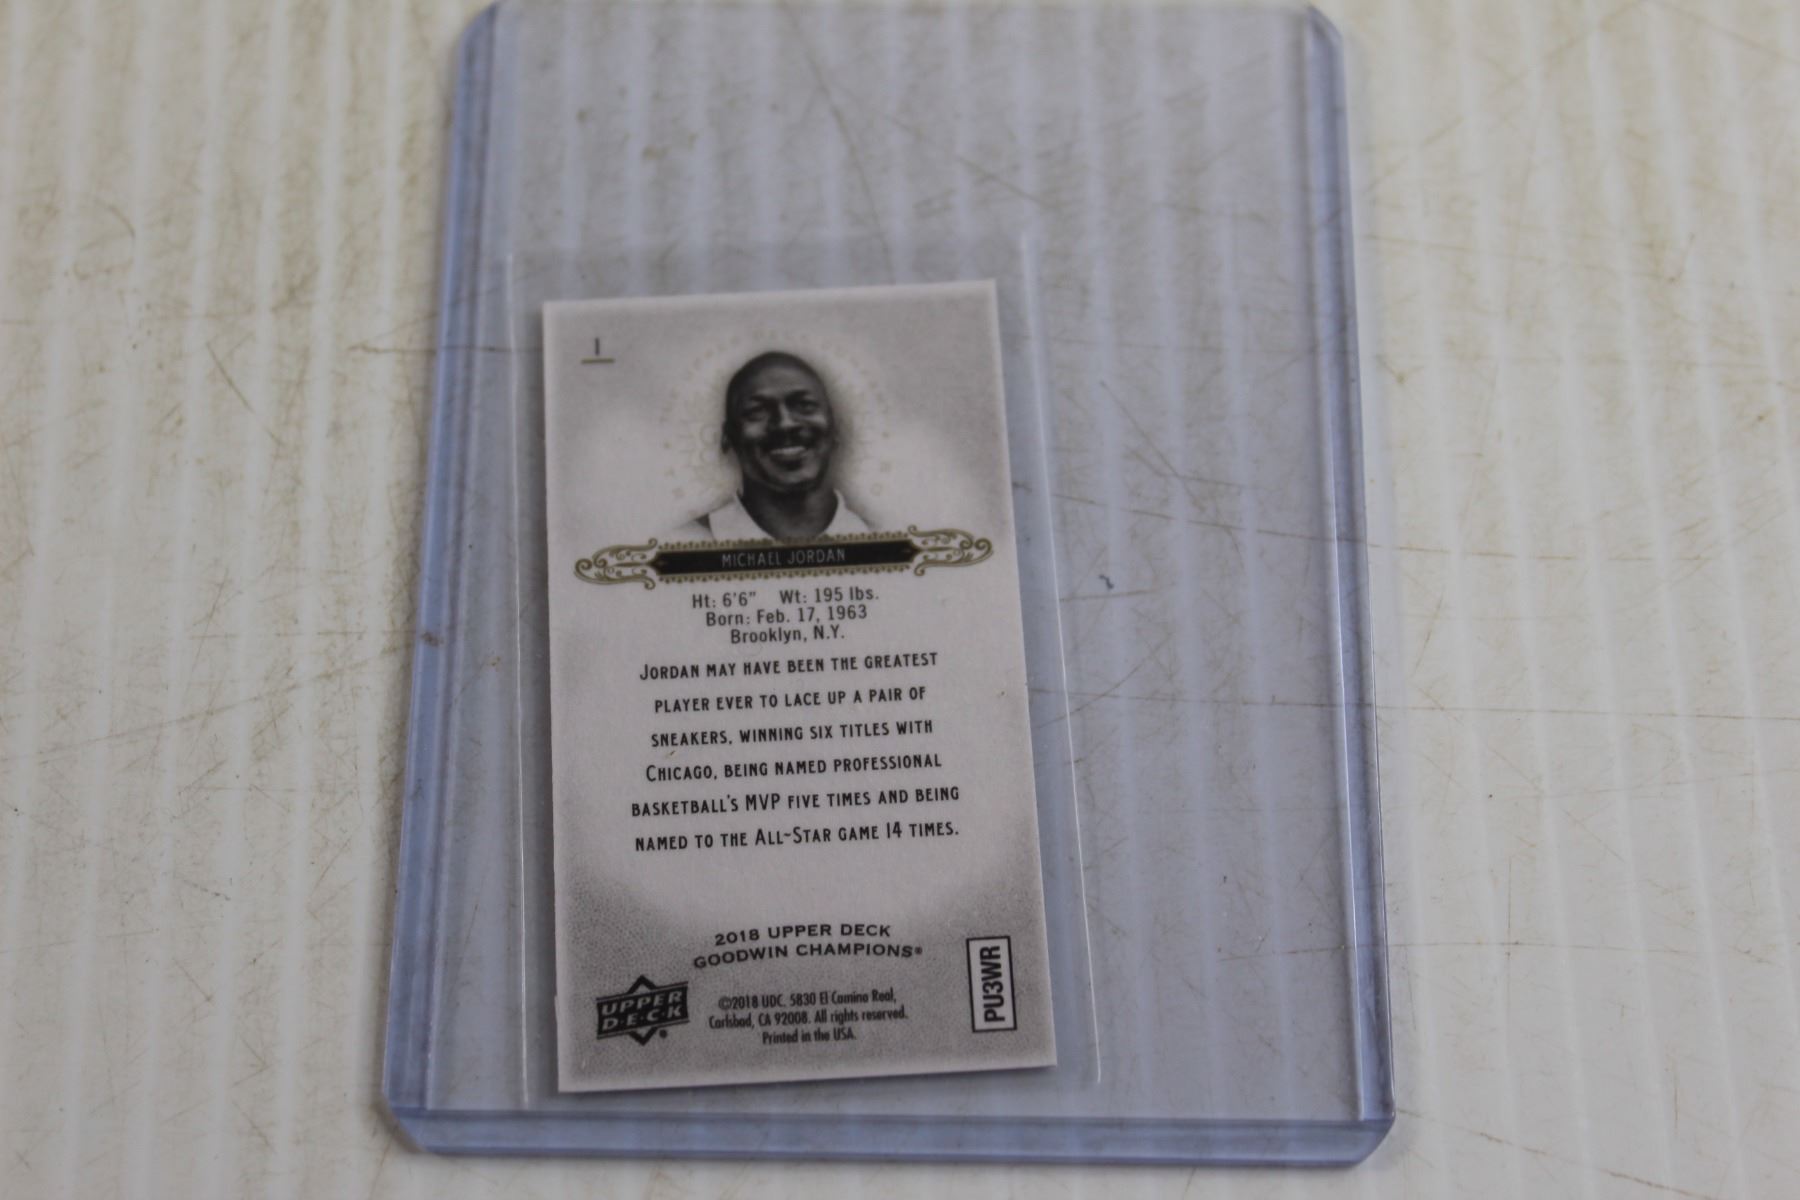 1
MICHAEL JORDAN
Ht: 6'6" Wt: 195 lbs.
Born: Feb. 17, 1963
Brooklyn, N.Y.
JORDAN MAY HAVE BEEN THE GREATEST
PLAYER EVER TO LACE UP A PAIR OF
SNEAKERS, WINNING SIX TITLES WITH
CHICAGO, BEING NAMED PROFESSIONAL
BASKETBALL'S MVP FIVE TIMES AND BEING
NAMED TO THE ALL~STAR GAME 14 TIMES.
2018 UPPER DECK
GOODWIN CHAMPIONS®
UPPER
D·E·C·K®
©2018 UDC. 5830 El Camino Real,
Carlsbad, CA 92008. All rights reserved.
Printed in the USA.
PU3WR